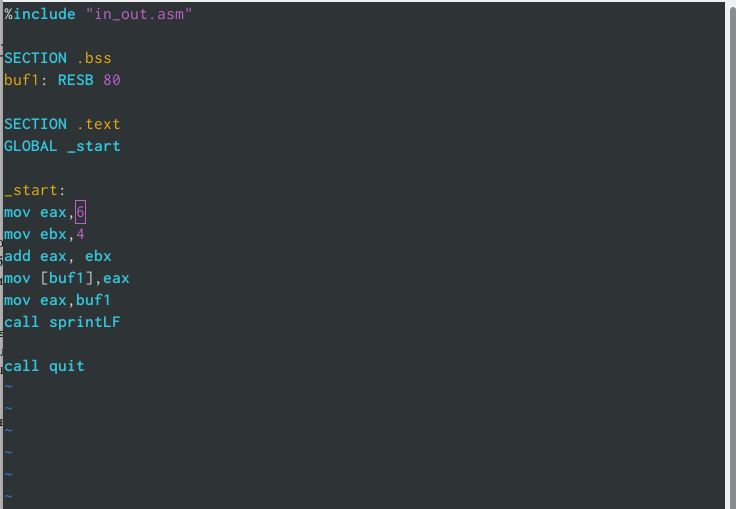 %include "in_out.asm"
SECTION .bss
buf1: RESB 80
SECTION .text
GLOBAL _start
_start:
mov eax,6
mov ebx,4
add eax, ebx
mov [buf1],eax
mov eax,buf1
call sprintLF
call quit
~
~
~
~
~
~